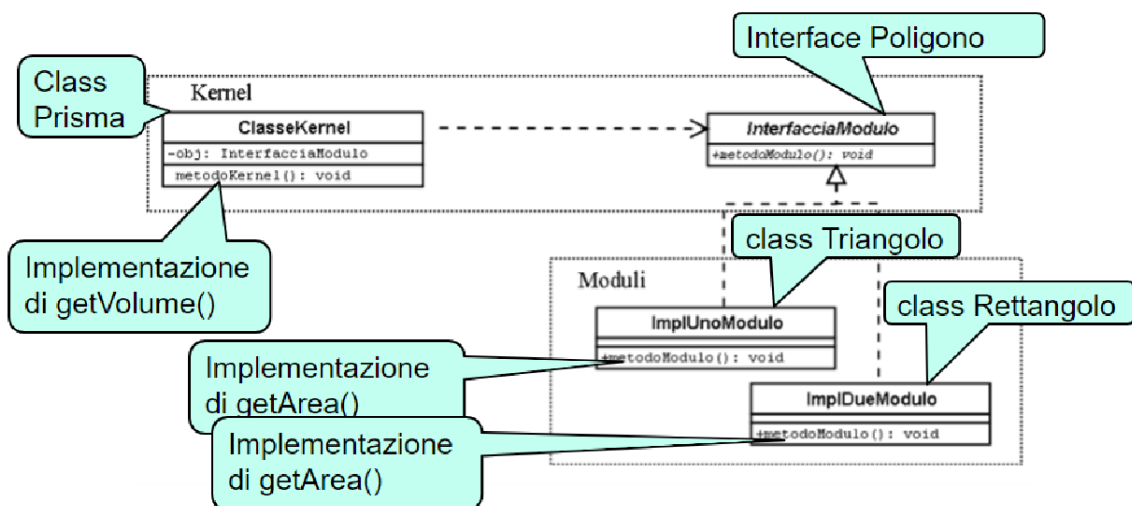 Interface Poligono
Class
Prisma
Kernel
ClasseKernel
-obj: InterfacciaModulo
metodoKernel(): void
InterfacciaModulo
+metodoModulo(): void
Implementazione
di getVolume()
class Triangolo
Moduli
class Rettangolo
ImplUnoModulo
+metodoModulo(): void
Implementazione
di getArea()
ImplDueModulo
+metodoModulo(): void
Implementazione
di getArea()